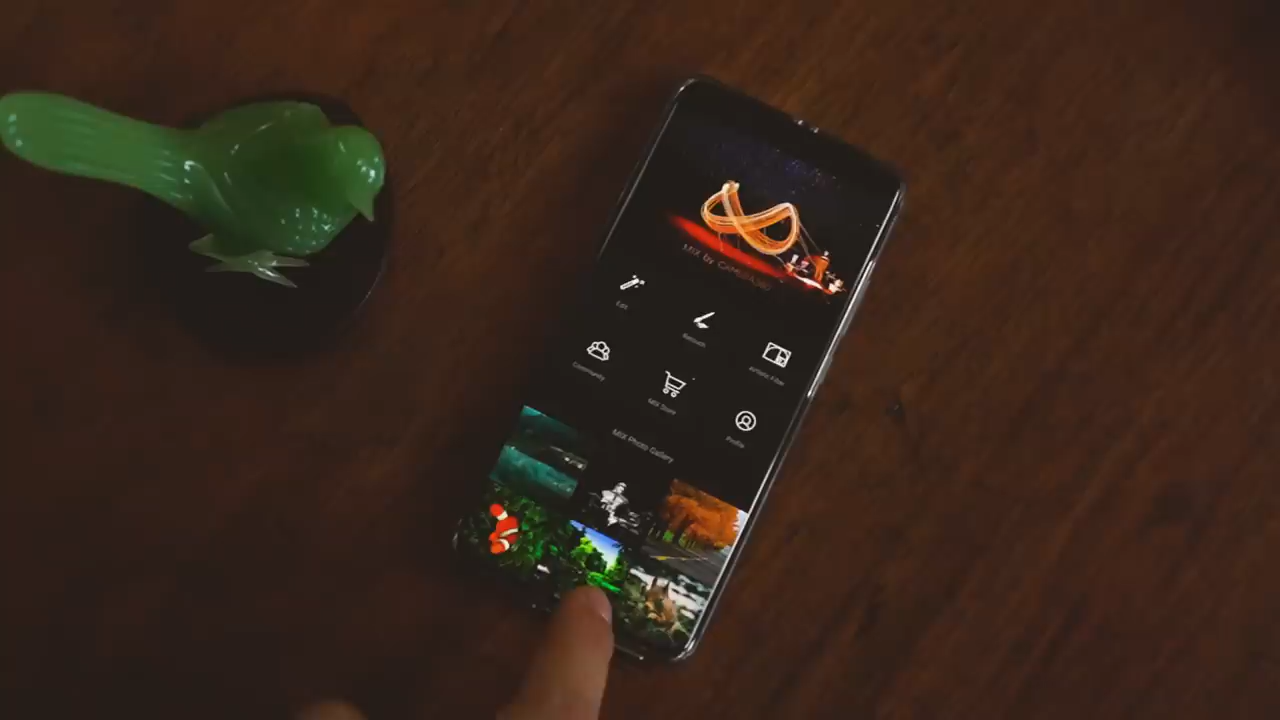 MIX by CAMERA360
Edit
Retouch
Artistic Filter
Community
MIX Store
Profile
MIX Photo Gallery